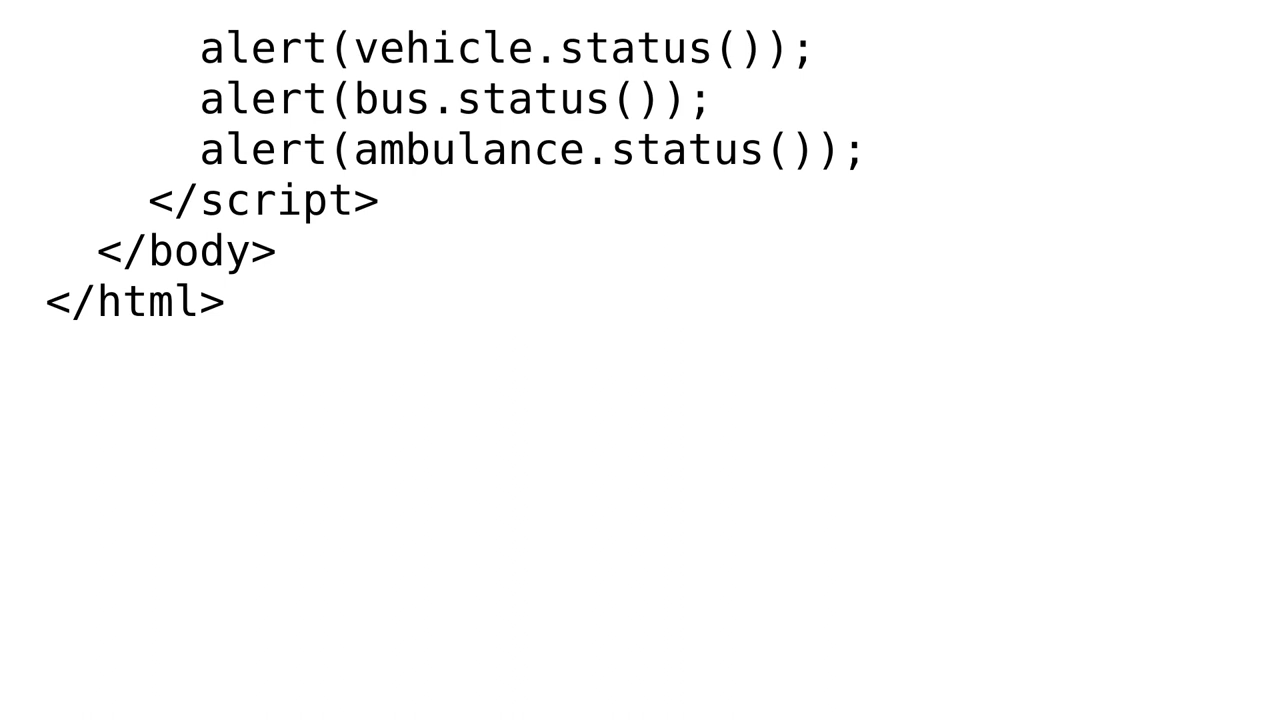 alert(vehicle.status());
      alert(bus.status());
      alert(ambulance.status());
    </script>
  </body>
</html>